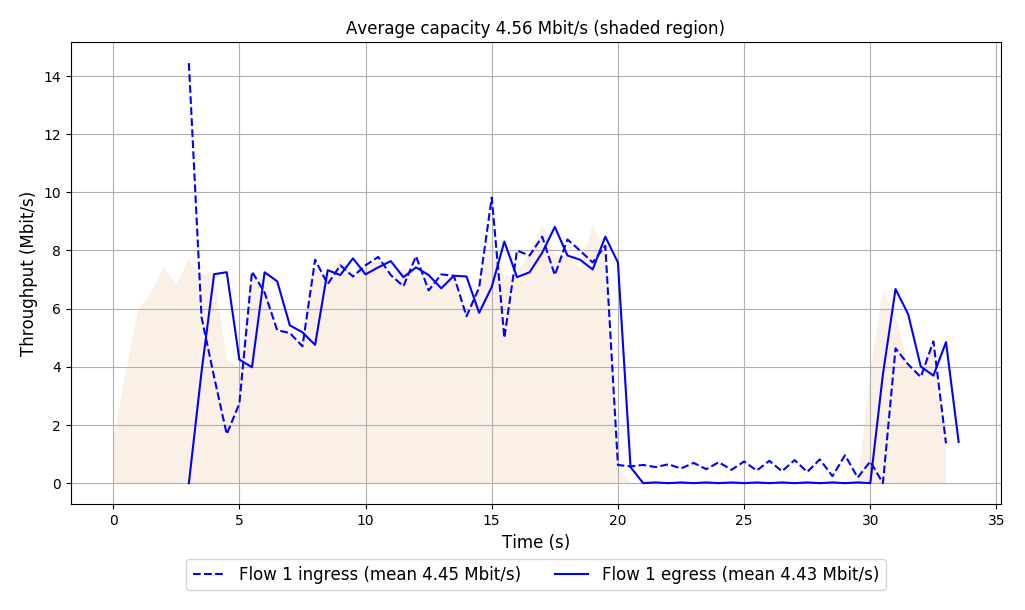 Average capacity 4.56 Mbit/s (shaded region)
Throughput (Mbit/s)
14
12
10
8
6
4
2
0
0 5 10 15 20 25 30 35
Time (s)
Flow 1 ingress (mean 4.45 Mbit/s) Flow 1 egress (mean 4.43 Mbit/s)